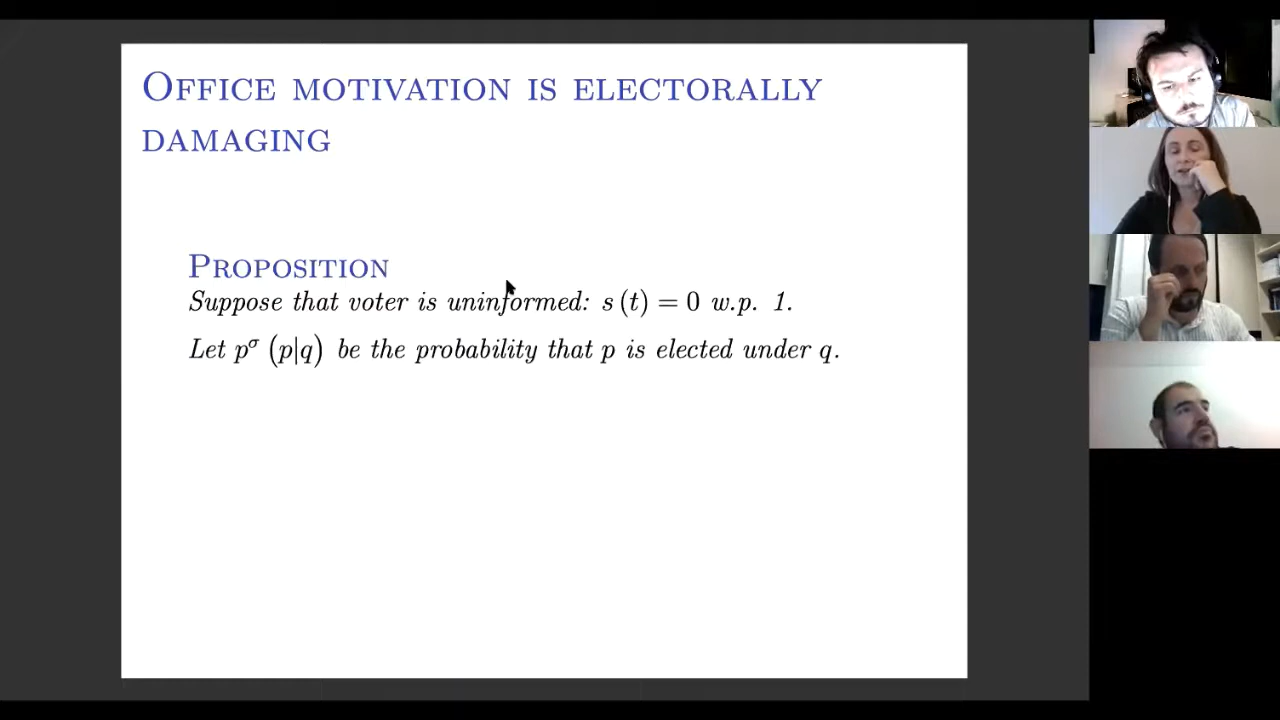 Office motivation is electorally
damaging
Proposition
Suppose that voter is uninformed: s (t) = 0 w.p. 1.
Let p^σ (p|q) be the probability that p is elected under q.